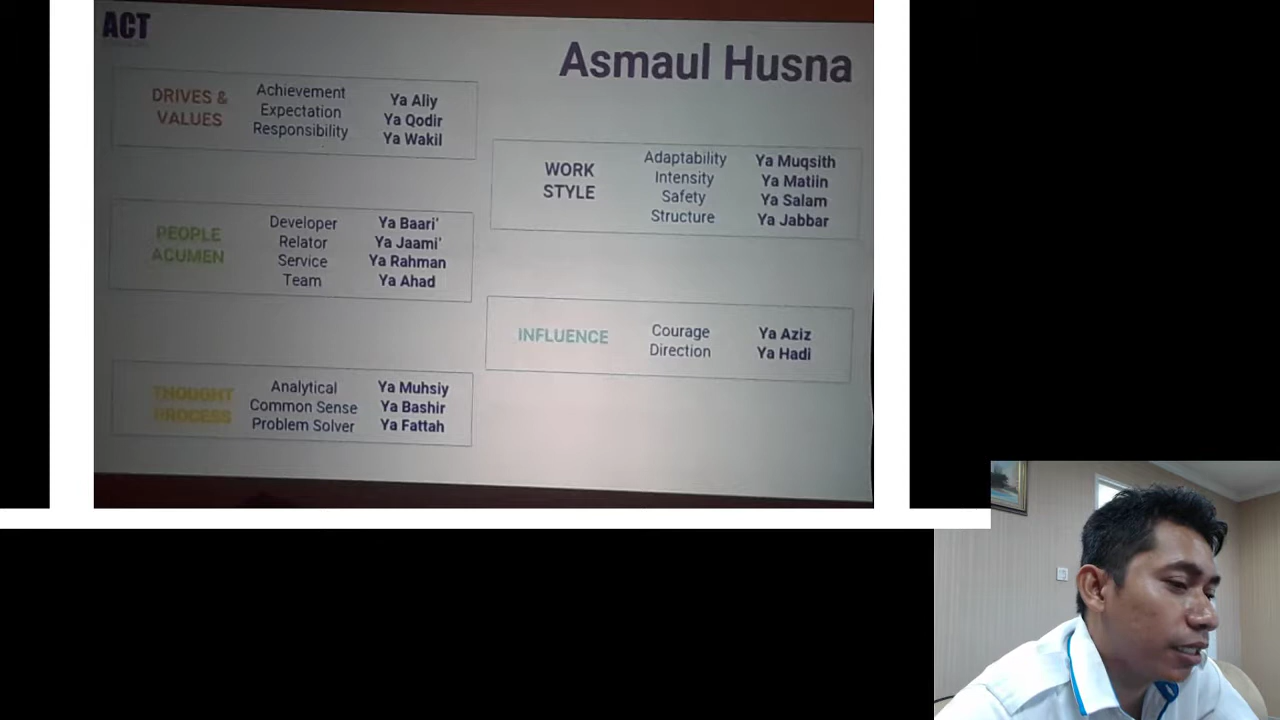 ACT
Asmaul Husna
DRIVES &
VALUES
Achievement
Expectation
Responsibility
Ya Aliy
Ya Qodir
Ya Wakil
PEOPLE
ACUMEN
Developer
Relator
Service
Team
Ya Baari'
Ya Jaami'
Ya Rahman
Ya Ahad
THOUGHT
PROCESS
Analytical
Common Sense
Problem Solver
Ya Muhsiy
Ya Bashir
Ya Fattah
WORK
STYLE
Adaptability
Intensity
Safety
Structure
Ya Muqsith
Ya Matiin
Ya Salam
Ya Jabbar
INFLUENCE
Courage
Direction
Ya Aziz
Ya Hadi